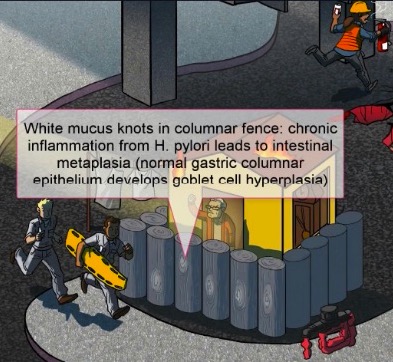 White mucus knots in columnar fence: chronic
inflammation from H. pylori leads to intestinal
metaplasia (normal gastric columnar
epithelium develops goblet cell hyperplasia)